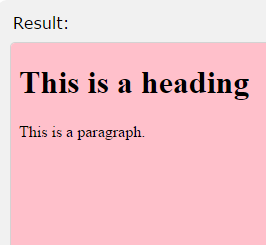 Result:
This is a heading
This is a paragraph.